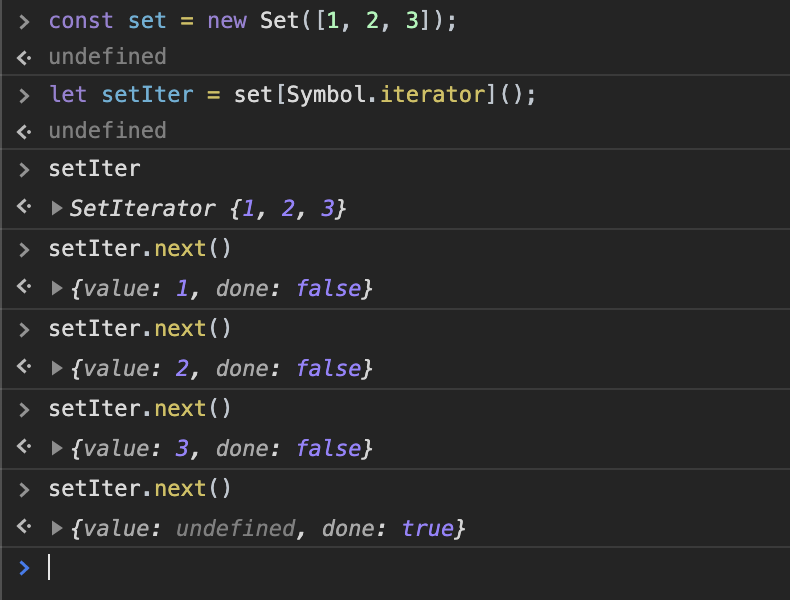 > const set = new Set([1, 2, 3]);
undefined
> let setIter = set[Symbol.iterator]();
undefined
> setIter
SetIterator {1, 2, 3}
> setIter.next()
{value: 1, done: false}
> setIter.next()
{value: 2, done: false}
> setIter.next()
{value: 3, done: false}
> setIter.next()
{value: undefined, done: true}
>